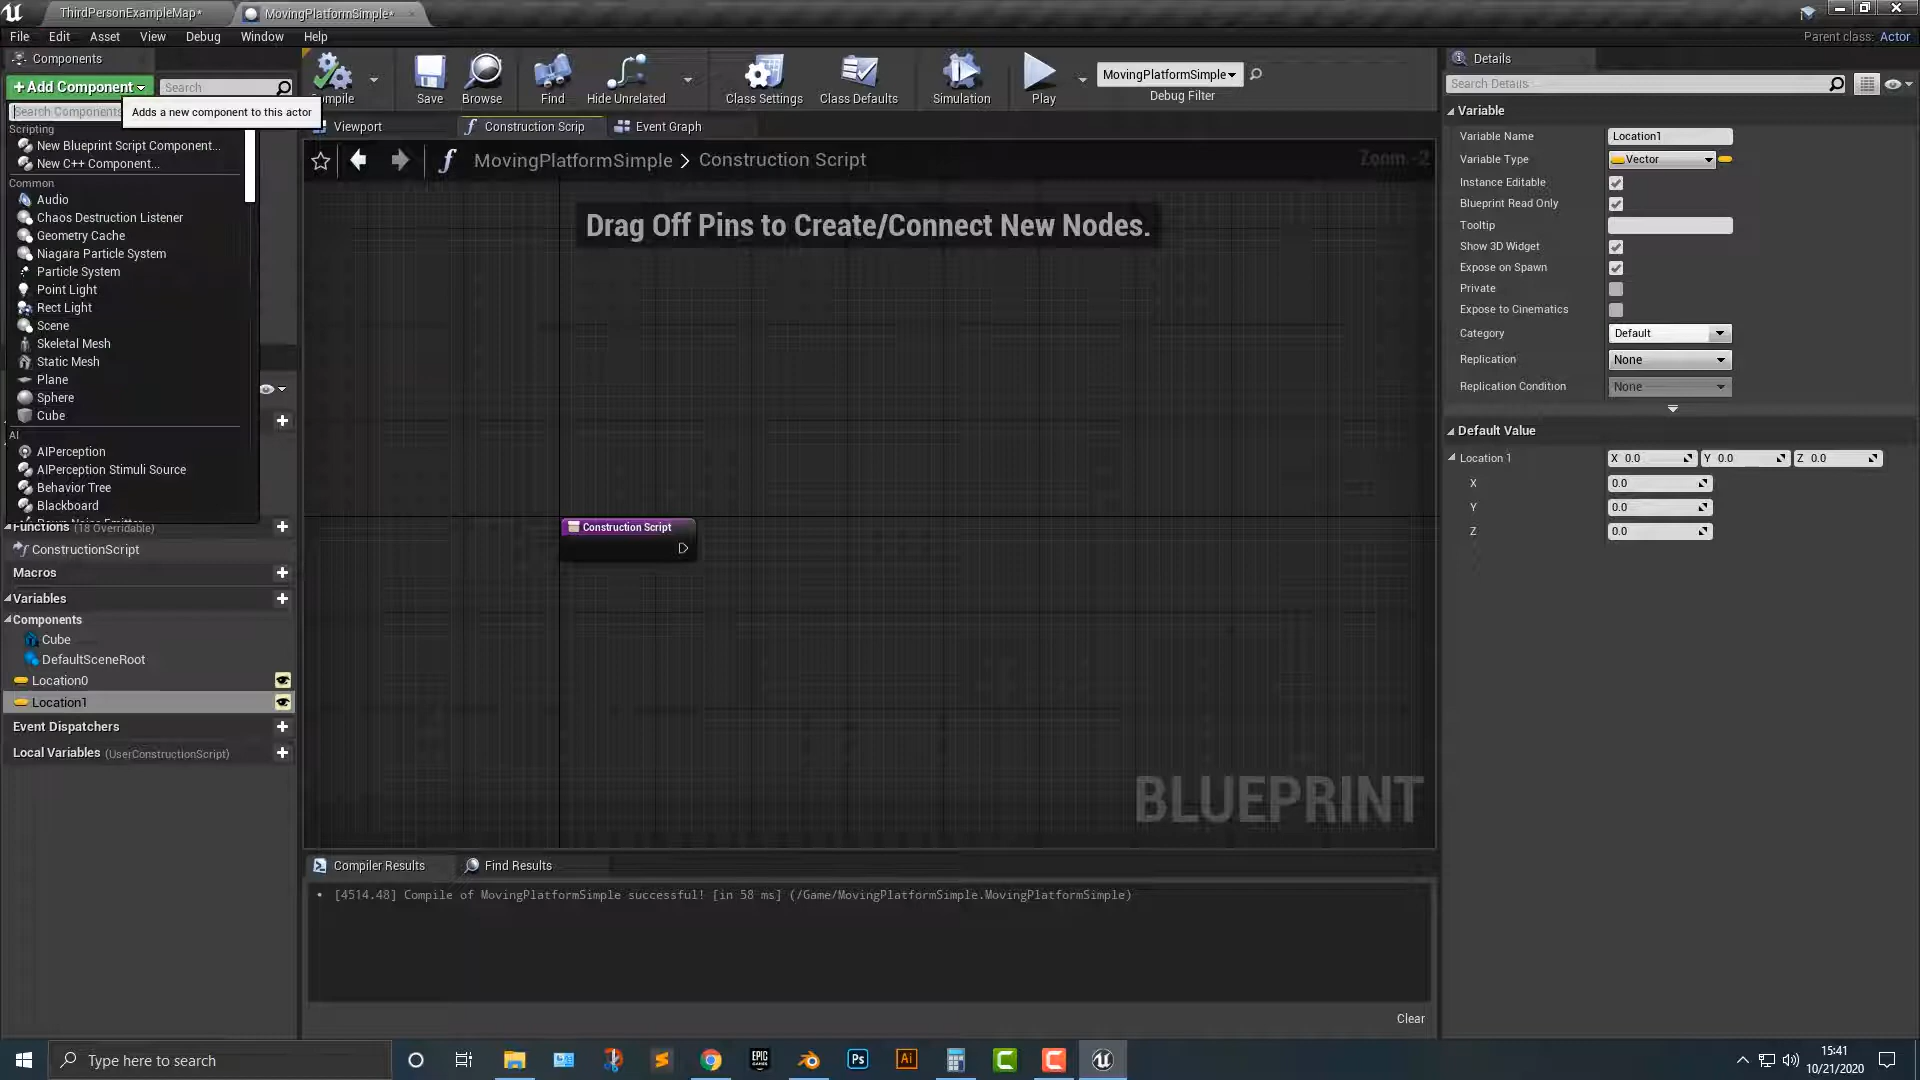 ThirdPersonExampleMap*
MovingPlatformSimple*
File Edit Asset View Debug Window Help
Parent class: Actor
Components
+Add Component
Search
Search Components
Adds a new component to this actor
Scripting
New Blueprint Script Component...
New C++ Component...
Common
Audio
Chaos Destruction Listener
Geometry Cache
Niagara Particle System
Particle System
Point Light
Rect Light
Scene
Skeletal Mesh
Static Mesh
Plane
Sphere
Cube
AI
AIPerception
AIPerception Stimuli Source
Behavior Tree
Blackboard
Functions (18 Overridable)
ConstructionScript
Macros
Variables
Components
Cube
DefaultSceneRoot
Location0
Location1
Event Dispatchers
Local Variables (UserConstructionScript)
Save
Browse
Find
Hide Unrelated
Class Settings
Class Defaults
Simulation
Play
MovingPlatformSimple
Debug Filter
Viewport
Construction Scrip
Event Graph
MovingPlatformSimple > Construction Script
Zoom -2
Drag Off Pins to Create/Connect New Nodes.
Construction Script
BLUEPRINT
Compiler Results
Find Results
• [4514.48] Compile of MovingPlatformSimple successful! [in 58 ms] (/Game/MovingPlatformSimple.MovingPlatformSimple)
Clear
Details
Search Details
Variable
Variable Name Location1
Variable Type Vector
Instance Editable
Blueprint Read Only
Tooltip
Show 3D Widget
Expose on Spawn
Private
Expose to Cinematics
Category Default
Replication None
Replication Condition None
Default Value
Location 1 X 0.0 Y 0.0 Z 0.0
X 0.0
Y 0.0
Z 0.0
Type here to search
EPIC GAMES
Ps
Ai
15:41
10/21/2020